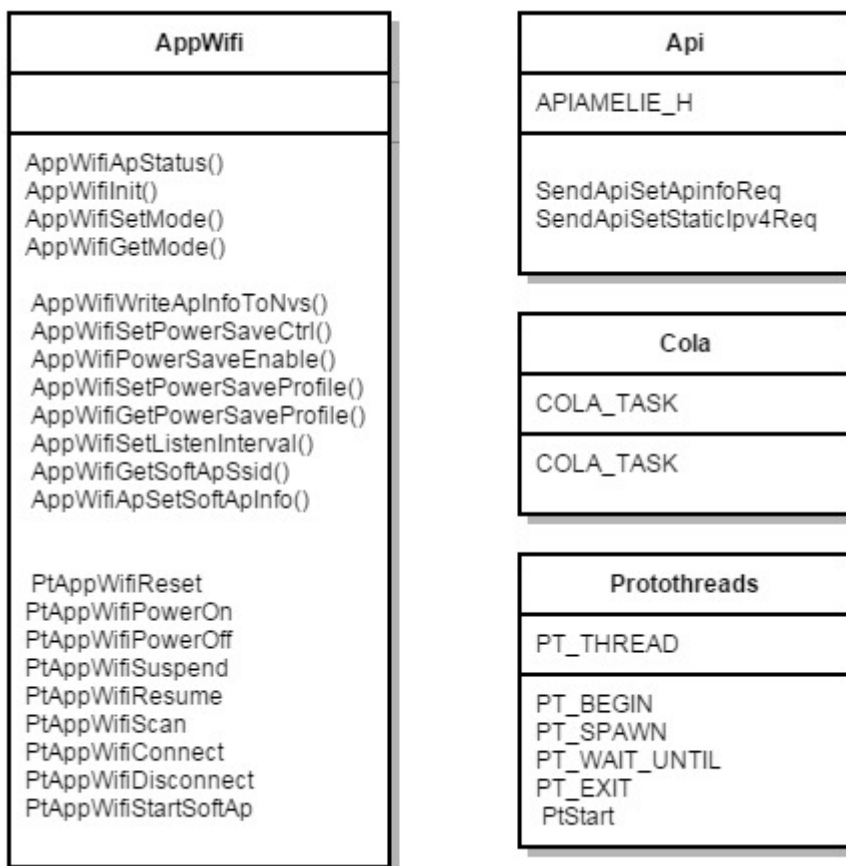 AppWifi
AppWifiApStatus()
AppWifiInit()
AppWifiSetMode()
AppWifiGetMode()
AppWifiWriteApInfoToNvs()
AppWifiSetPowerSaveCtrl()
AppWifiPowerSaveEnable()
AppWifiSetPowerSaveProfile()
AppWifiGetPowerSaveProfile()
AppWifiSetListenInterval()
AppWifiGetSoftApSsid()
AppWifiApSetSoftApInfo()
PtAppWifiReset
PtAppWifiPowerOn
PtAppWifiPowerOff
PtAppWifiSuspend
PtAppWifiResume
PtAppWifiScan
PtAppWifiConnect
PtAppWifiDisconnect
PtAppWifiStartSoftAp
Api
APIAMELIE_H
SendApiSetApinfoReq
SendApiSetStaticIpv4Req
Cola
COLA_TASK
COLA_TASK
Protothreads
PT_THREAD
PT_BEGIN
PT_SPAWN
PT_WAIT_UNTIL
PT_EXIT
PtStart